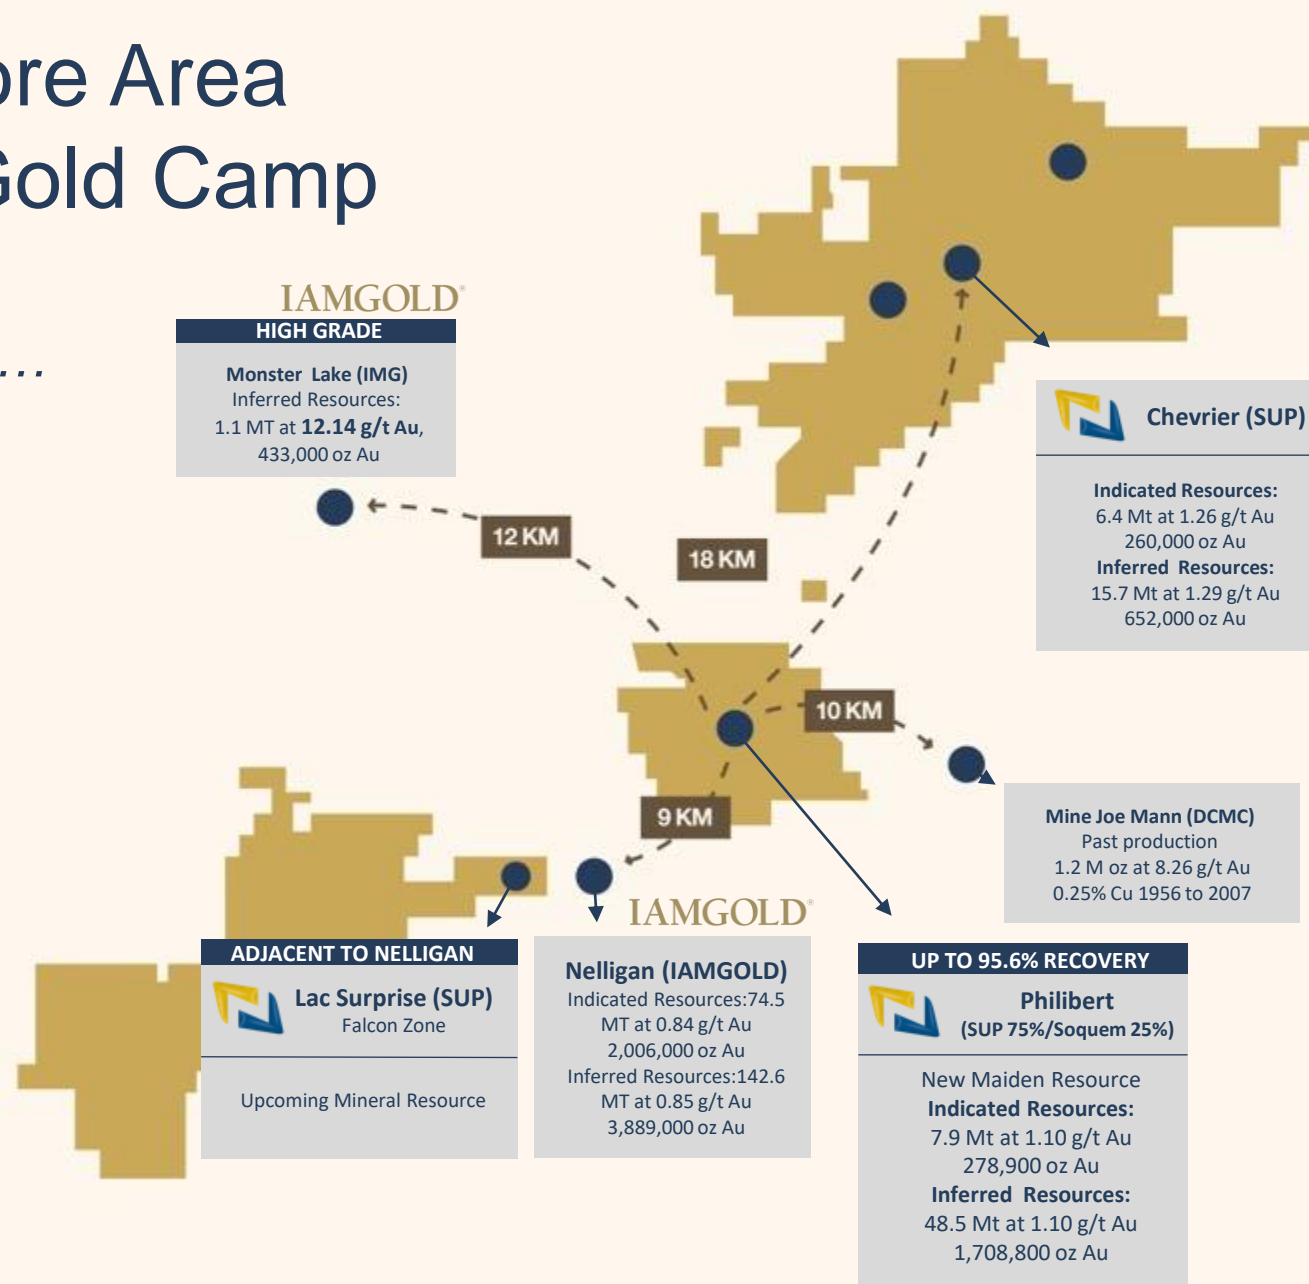 ore Area
Gold Camp
...
IAMGOLD®
HIGH GRADE
Monster Lake (IMG)
Inferred Resources:
1.1 MT at 12.14 g/t Au,
433,000 oz Au
12 KM
18 KM
Chevrier (SUP)
Indicated Resources:
6.4 Mt at 1.26 g/t Au
260,000 oz Au
Inferred Resources:
15.7 Mt at 1.29 g/t Au
652,000 oz Au
10 KM
9 KM
Mine Joe Mann (DCMC)
Past production
1.2 M oz at 8.26 g/t Au
0.25% Cu 1956 to 2007
IAMGOLD®
ADJACENT TO NELLIGAN
Lac Surprise (SUP)
Falcon Zone
Upcoming Mineral Resource
Nelligan (IAMGOLD)
Indicated Resources:74.5
MT at 0.84 g/t Au
2,006,000 oz Au
Inferred Resources:142.6
MT at 0.85 g/t Au
3,889,000 oz Au
UP TO 95.6% RECOVERY
Philibert
(SUP 75%/Soquem 25%)
New Maiden Resource
Indicated Resources:
7.9 Mt at 1.10 g/t Au
278,900 oz Au
Inferred Resources:
48.5 Mt at 1.10 g/t Au
1,708,800 oz Au